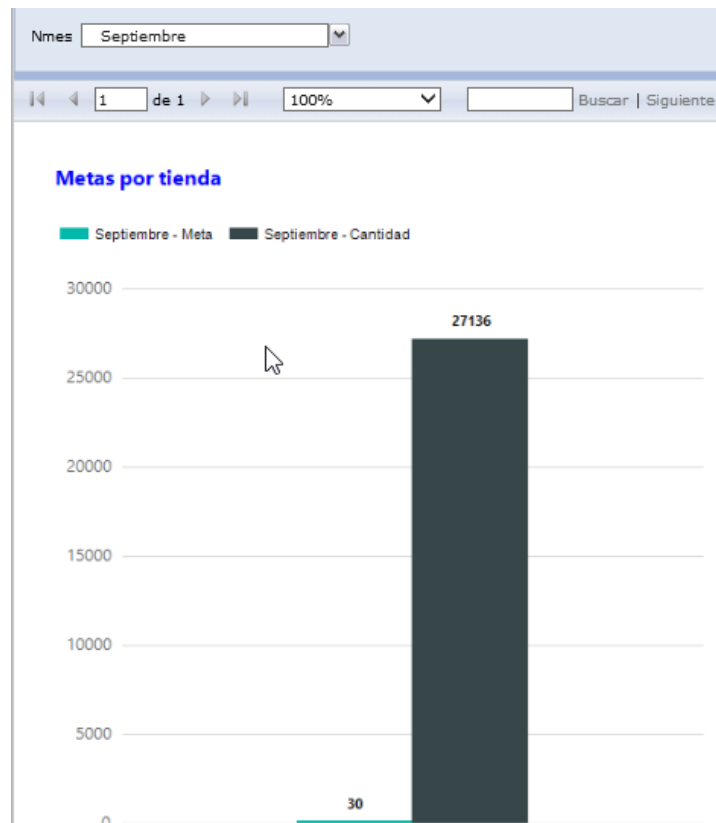 Nmes Septiembre
1 de 1 100% Buscar | Siguiente
Metas por tienda
Septiembre - Meta Septiembre - Cantidad
30000
27136
25000
20000
15000
10000
5000
30
0